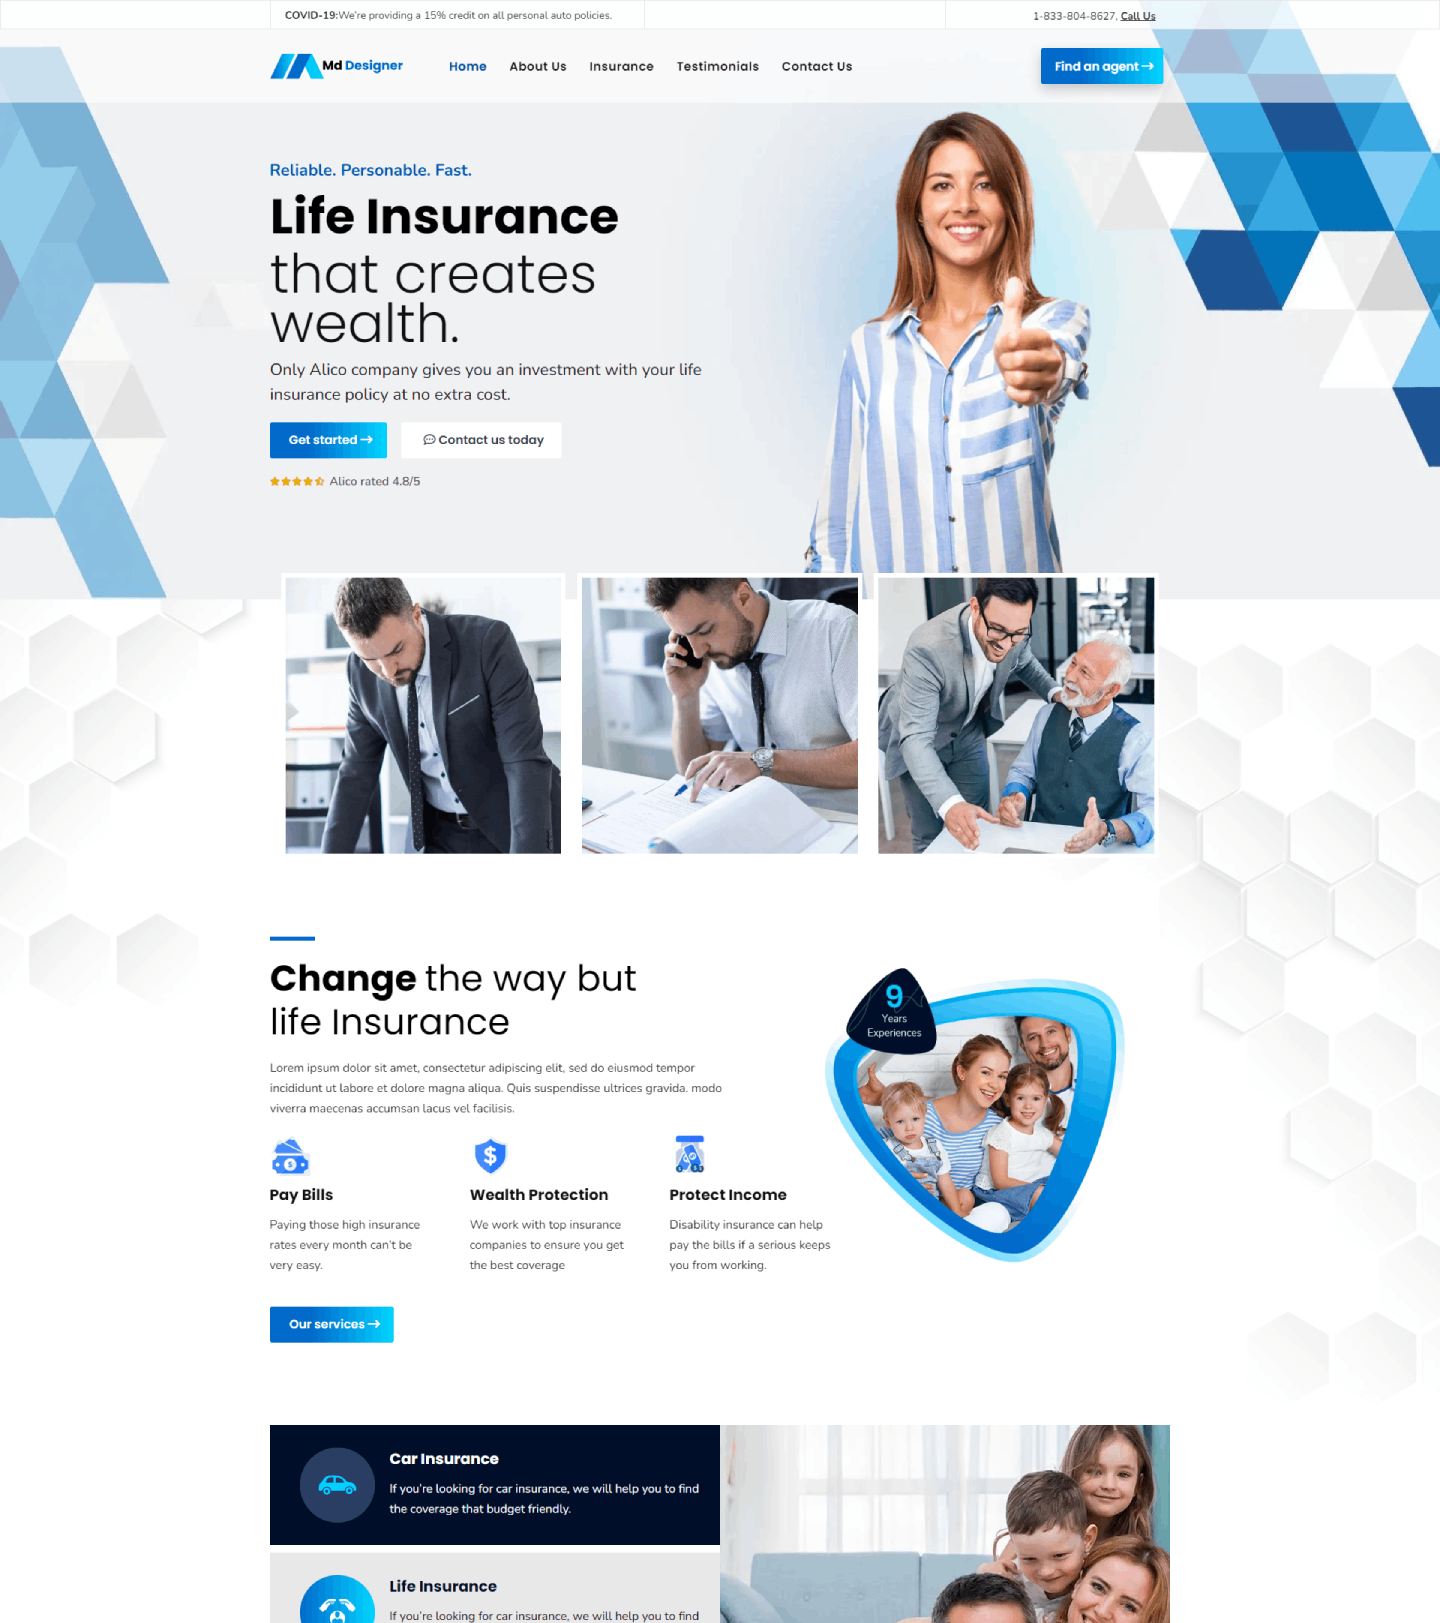 COVID-19:We're providing a 15% credit on all personal auto policies.
1-833-804-8627, Call Us
Md Designer
Home
About Us
Insurance
Testimonials
Contact Us
Find an agent
Reliable. Personable. Fast.
Life Insurance
that creates
wealth.
Only Alico company gives you an investment with your life
insurance policy at no extra cost.
Get started
Contact us today
Alico rated 4.8/5
Change the way but
life Insurance
Lorem ipsum dolor sit amet, consectetur adipiscing elit, sed do eiusmod tempor
incididunt ut labore et dolore magna aliqua. Quis suspendisse ultrices gravida. modo
viverra maecenas accumsan lacus vel facilisis.
9
Years
Experiences
Pay Bills
Paying those high insurance
rates every month can't be
very easy.
Wealth Protection
We work with top insurance
companies to ensure you get
the best coverage
Protect Income
Disability insurance can help
pay the bills if a serious keeps
you from working.
Our services
Car Insurance
If you're looking for car insurance, we will help you to find
the coverage that budget friendly.
Life Insurance
If you're looking for car insurance, we will help you to find